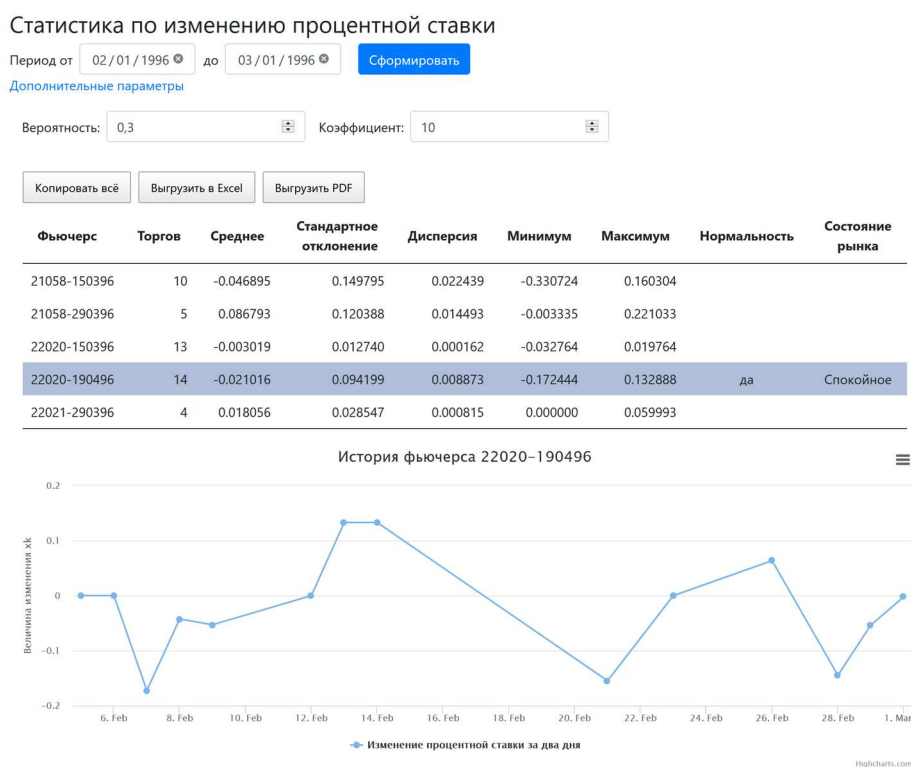 Статистика по изменению процентной ставки
Период от 02 / 01 / 1996 до 03 / 01 / 1996 Сформировать
Дополнительные параметры
Вероятность: 0,3 Коэффициент: 10
Копировать всё Выгрузить в Excel Выгрузить PDF
Фьючерс Торгов Среднее Стандартное отклонение Дисперсия Минимум Максимум Нормальность Состояние рынка
21058-150396 10 -0.046895 0.149795 0.022439 -0.330724 0.160304
21058-290396 5 0.086793 0.120388 0.014493 -0.003335 0.221033
22020-150396 13 -0.003019 0.012740 0.000162 -0.032764 0.019764
22020-190496 14 -0.021016 0.094199 0.008873 -0.172444 0.132888 да Спокойное
22021-290396 4 0.018056 0.028547 0.000815 0.000000 0.059993
История фьючерса 22020-190496
Величина изменения xk
0.2
0.1
0
-0.1
-0.2
6. Feb 8. Feb 10. Feb 12. Feb 14. Feb 16. Feb 18. Feb 20. Feb 22. Feb 24. Feb 26. Feb 28. Feb 1. Mar
Изменение процентной ставки за два дня
Highcharts.com